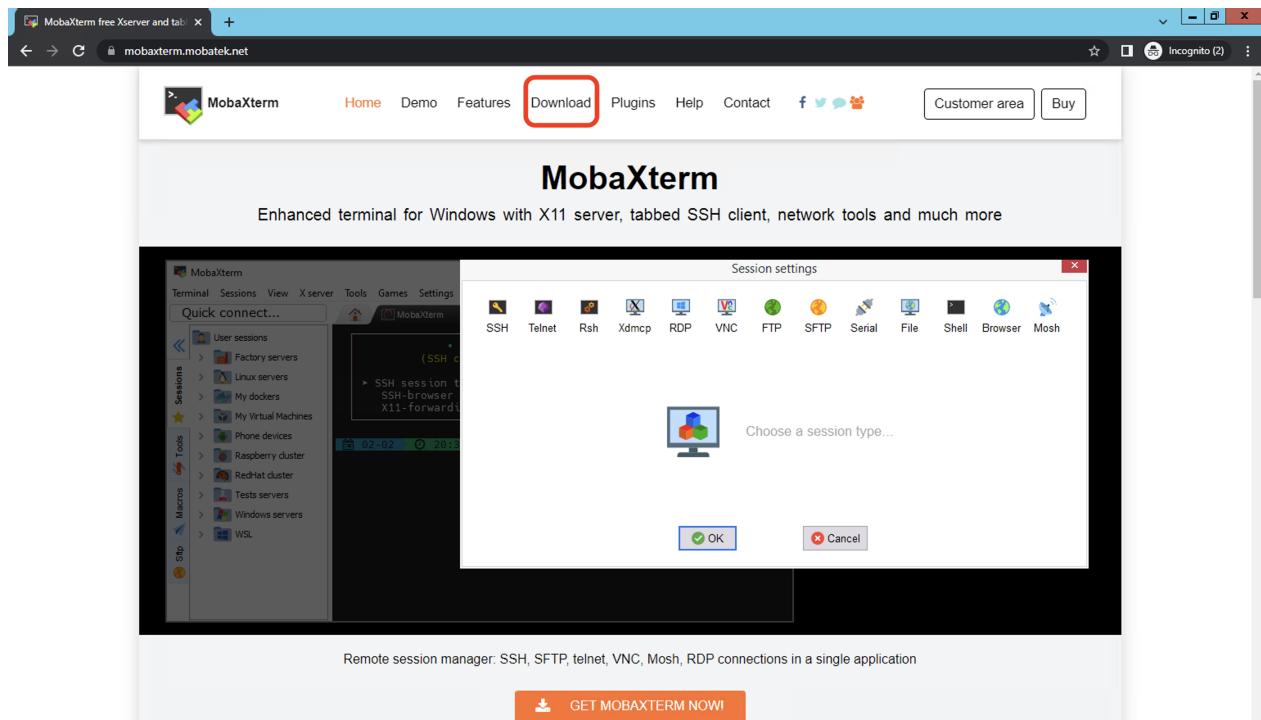 MobaXterm free Xserver and tab
mobaxterm.mobatek.net
Incognito (2)
MobaXterm Home Demo Features Download Plugins Help Contact Customer area Buy
MobaXterm
Enhanced terminal for Windows with X11 server, tabbed SSH client, network tools and much more
MobaXterm
Terminal Sessions View X server Tools Games Settings
Quick connect...
MobaXterm
User sessions
Factory servers
Linux servers
My dockers
My Virtual Machines
Phone devices
Raspberry cluster
RedHat cluster
Tests servers
Windows servers
WSL
Sessions
Tools
Macros
Sftp
(SSH c
➤ SSH session t
SSH-browser
X11-forwardi
02-02 20:3
Session settings
SSH Telnet Rsh Xdmcp RDP VNC FTP SFTP Serial File Shell Browser Mosh
Choose a session type...
OK Cancel
Remote session manager: SSH, SFTP, telnet, VNC, Mosh, RDP connections in a single application
GET MOBAXTERM NOW!